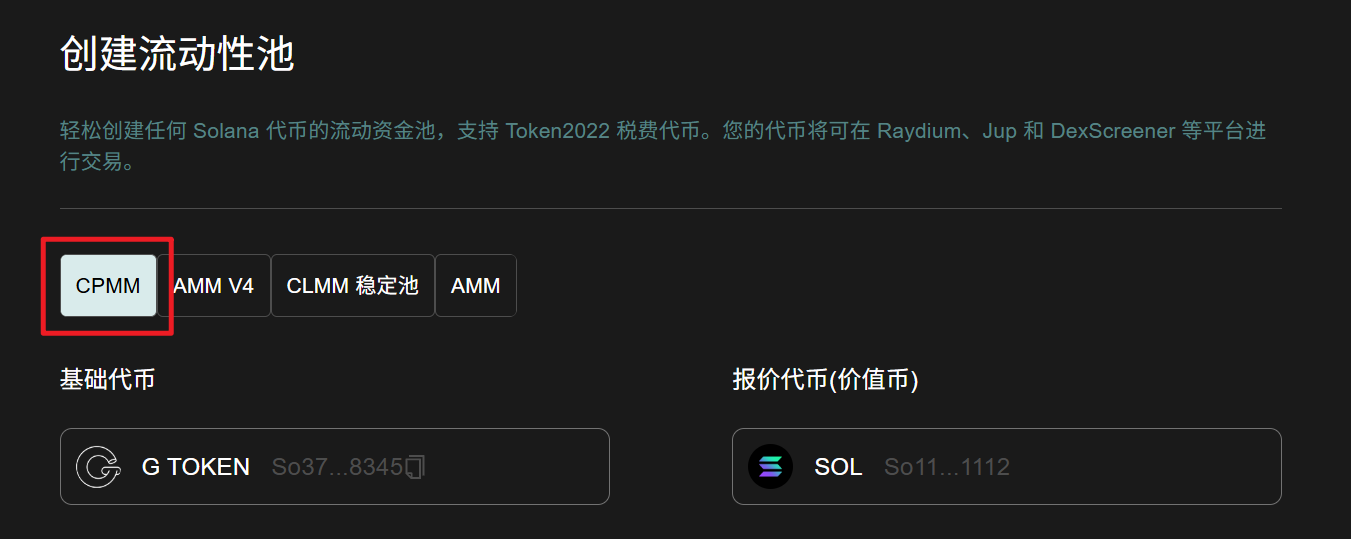 创建流动性池
轻松创建任何 Solana 代币的流动资金池，支持 Token2022 税费代币。您的代币将可在 Raydium、Jup 和 DexScreener 等平台进
行交易。
CPMM AMM V4 CLMM 稳定池 AMM
基础代币 报价代币(价值币)
G TOKEN So37...8345 SOL So11...1112